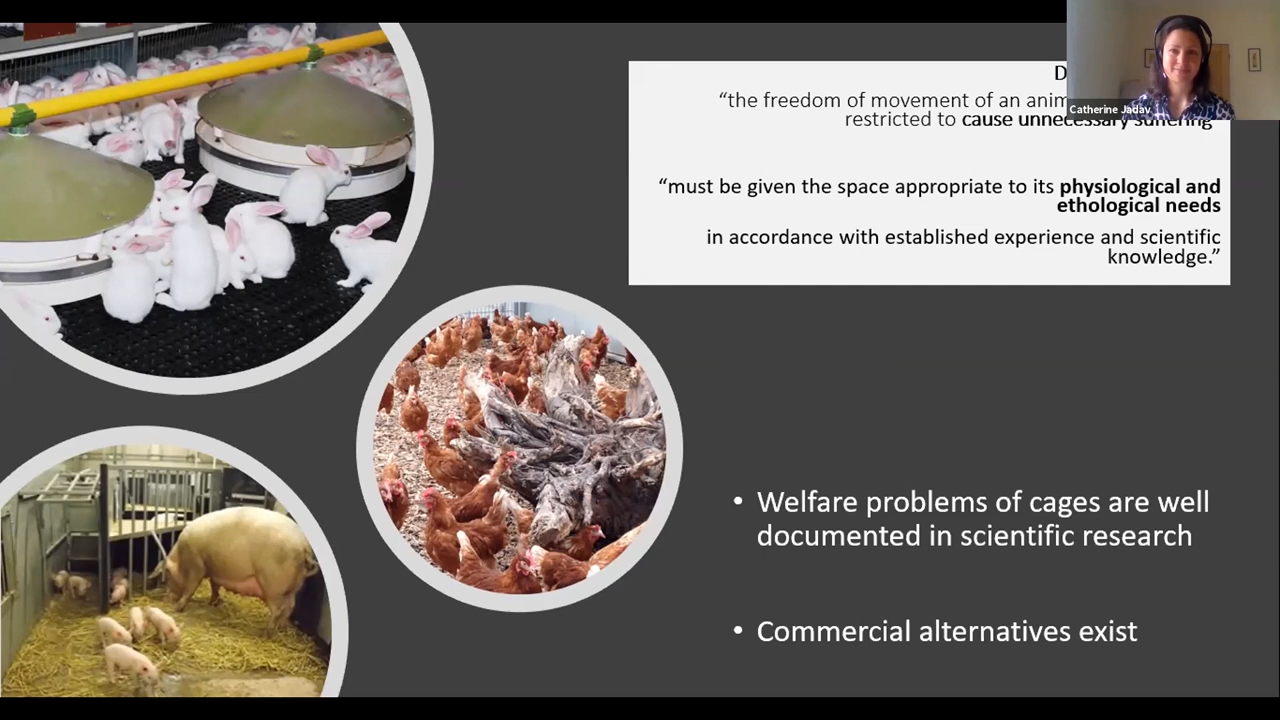 D
“the freedom of movement of an anim
restricted to cause unnecessary suffering
“must be given the space appropriate to its physiological and
ethological needs
in accordance with established experience and scientific
knowledge.”
Catherine Jadav
• Welfare problems of cages are well
documented in scientific research
• Commercial alternatives exist